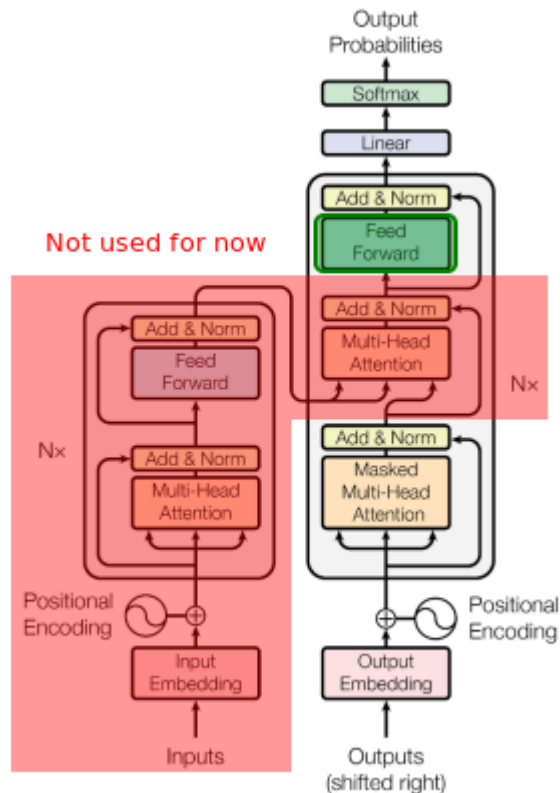 Output
Probabilities
Softmax
Linear
Add & Norm
Feed
Forward
Not used for now
Add & Norm
Multi-Head
Attention
Add & Norm
Feed
Forward
N×
N×
Add & Norm
Masked
Multi-Head
Attention
Add & Norm
Multi-Head
Attention
Positional
Encoding
Positional
Encoding
Input
Embedding
Output
Embedding
Inputs
Outputs
(shifted right)